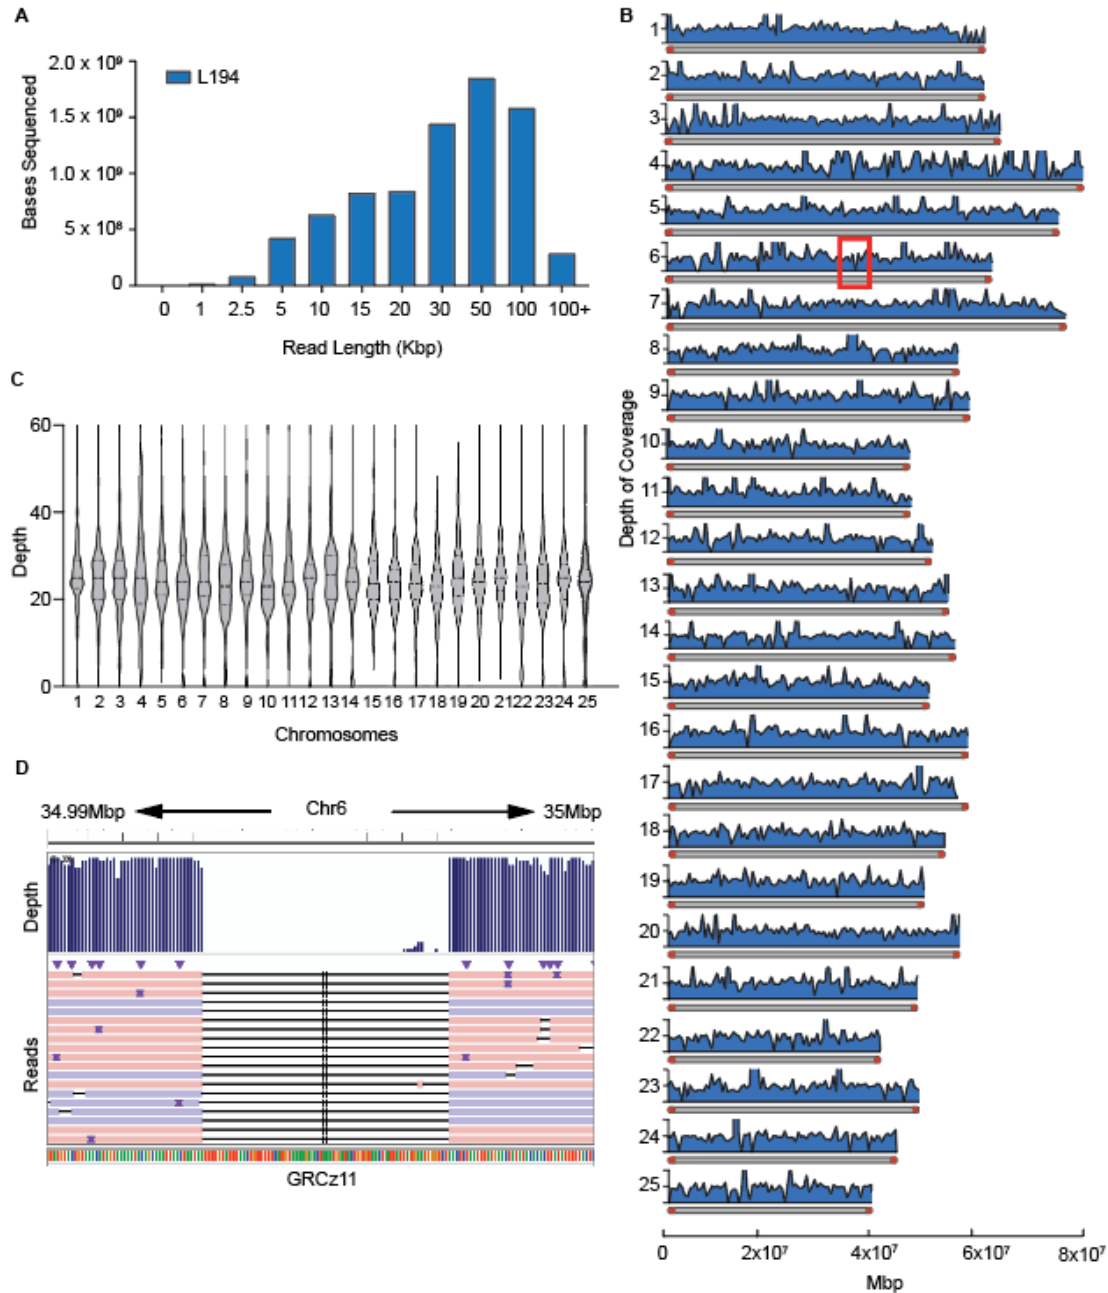 A
2.0 x 10⁹
1.5 x 10⁹
1.0 x 10⁹
5 x 10⁸
0
Bases Sequenced
L194
0 1 2.5 5 10 15 20 30 50 100 100+
Read Length (Kbp)
B
1
2
3
4
5
6
7
8
9
10
11
12
13
14
15
16
17
18
19
20
21
22
23
24
25
Depth of Coverage
0 2x10⁷ 4x10⁷ 6x10⁷ 8x10⁷
Mbp
C
60
40
20
0
Depth
1 2 3 4 5 6 7 8 9 10 11 12 13 14 15 16 17 18 19 20 21 22 23 24 25
Chromosomes
D
34.99Mbp Chr6 35Mbp
Depth
Reads
GRCz11